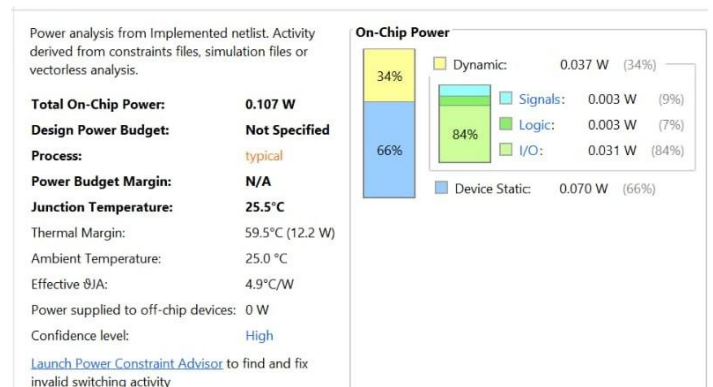 Power analysis from Implemented netlist. Activity
derived from constraints files, simulation files or
vectorless analysis.
Total On-Chip Power: 0.107 W
Design Power Budget: Not Specified
Process: typical
Power Budget Margin: N/A
Junction Temperature: 25.5°C
Thermal Margin: 59.5°C (12.2 W)
Ambient Temperature: 25.0 °C
Effective ϑJA: 4.9°C/W
Power supplied to off-chip devices: 0 W
Confidence level: High
Launch Power Constraint Advisor to find and fix
invalid switching activity
On-Chip Power
34%
66%
Dynamic: 0.037 W (34%)
84%
Signals: 0.003 W (9%)
Logic: 0.003 W (7%)
I/O: 0.031 W (84%)
Device Static: 0.070 W (66%)